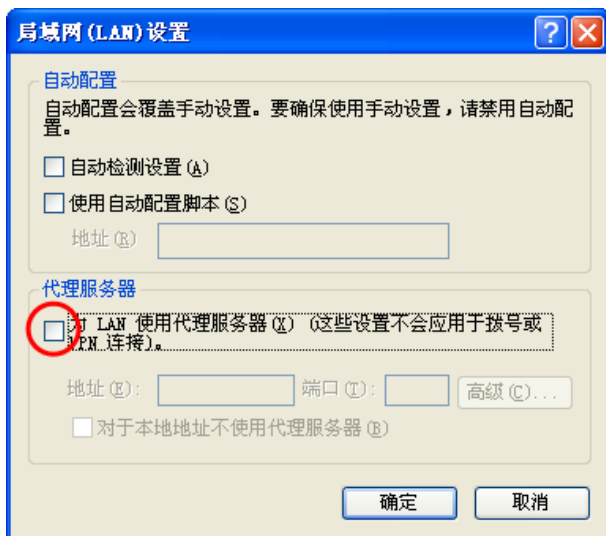 局域网(LAN)设置
自动配置
自动配置会覆盖手动设置。要确保使用手动设置,请禁用自动配
置。
自动检测设置(A)
使用自动配置脚本(S)
地址(R)
代理服务器
对 LAN 使用代理服务器(X) (这些设置不会应用于拨号或
VPN 连接)。
地址(E): 端口(T): 高级(C)...
对于本地地址不使用代理服务器(B)
确定 取消